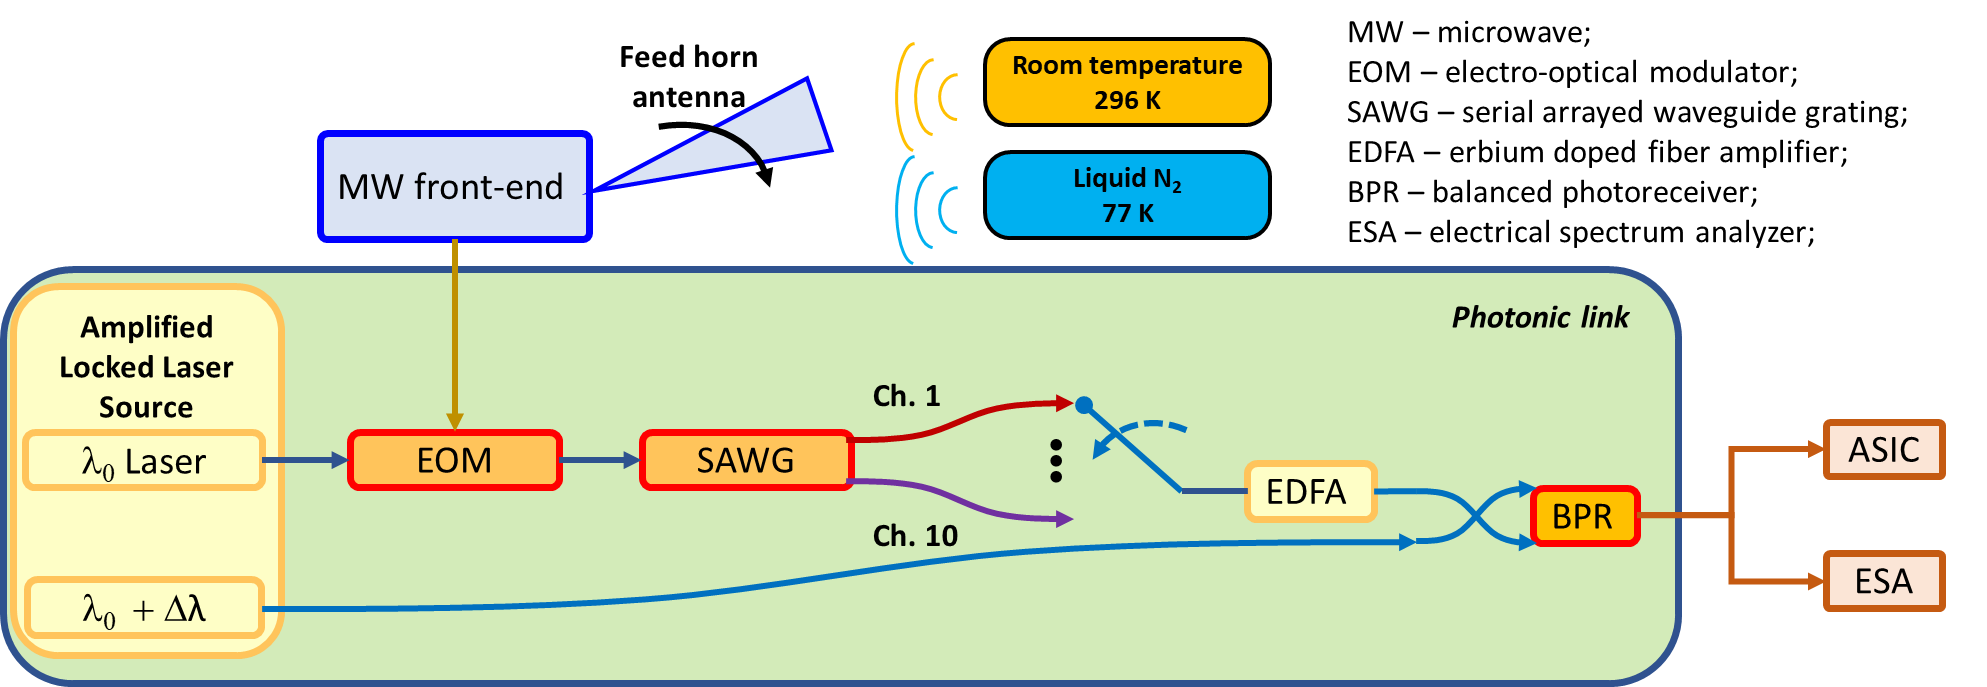 Feed horn
antenna
Room temperature
296 K
Liquid N₂
77 K
MW – microwave;
EOM – electro-optical modulator;
SAWG – serial arrayed waveguide grating;
EDFA – erbium doped fiber amplifier;
BPR – balanced photoreceiver;
ESA – electrical spectrum analyzer;
MW front-end
Photonic link
Amplified
Locked Laser
Source
λ₀ Laser
EOM
SAWG
Ch. 1
Ch. 10
EDFA
BPR
ASIC
ESA
λ₀ + Δλ